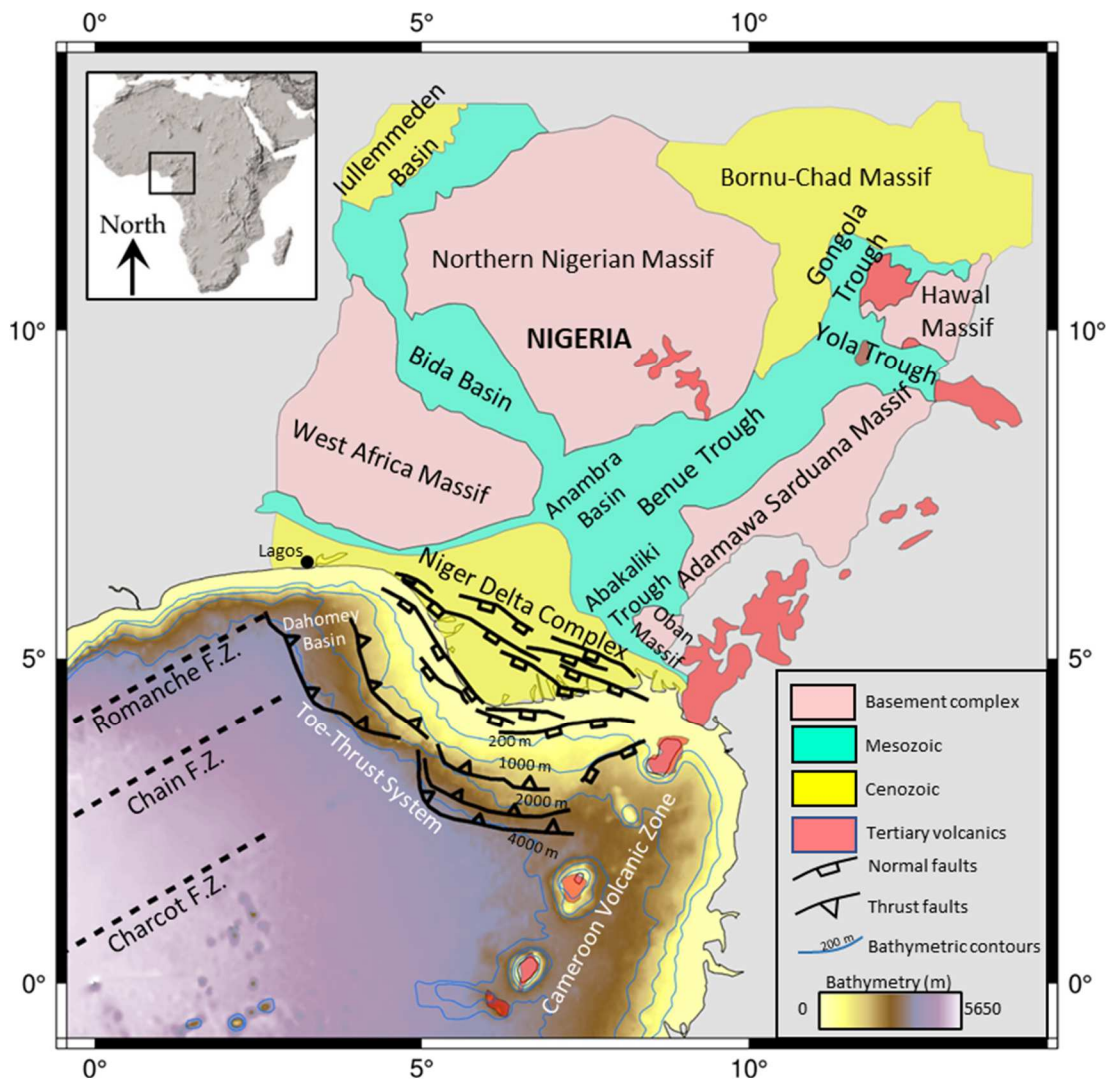 0°
5°
10°
North
Iullemmeden
Basin
Bornu-Chad Massif
Northern Nigerian Massif
Gongola
Trough
Hawal
Massif
10°
10°
NIGERIA
Yola Trough
Bida Basin
West Africa Massif
Anambra
Basin
Benue Trough
Adamawa Sarduana Massif
Lagos
Niger Delta Complex
Abakaliki
Trough
Oban
Massif
Dahomey
Basin
5°
5°
Romanche F.Z.
Chain F.Z.
Charcot F.Z.
Toe-Thrust System
200 m
1000 m
2000 m
4000 m
Cameroon Volcanic Zone
Basement complex
Mesozoic
Cenozoic
Tertiary volcanics
Normal faults
Thrust faults
200 m
Bathymetric contours
Bathymetry (m)
0
5650
0°
0°
0°
5°
10°